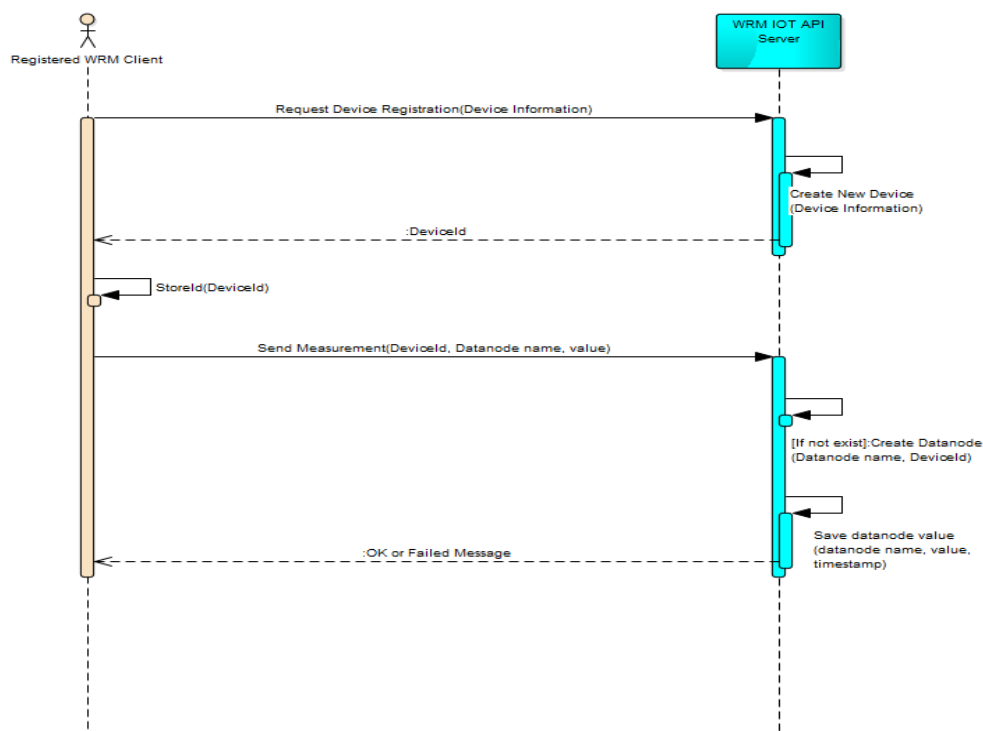 WRM IOT API
Server
Registered WRM Client
Request Device Registration(Device Information)
Create New Device
(Device Information)
:DeviceId
StoreId(DeviceId)
Send Measurement(DeviceId, Datanode name, value)
[If not exist]:Create Datanode
(Datanode name, DeviceId)
Save datanode value
(datanode name, value,
timestamp)
:OK or Failed Message